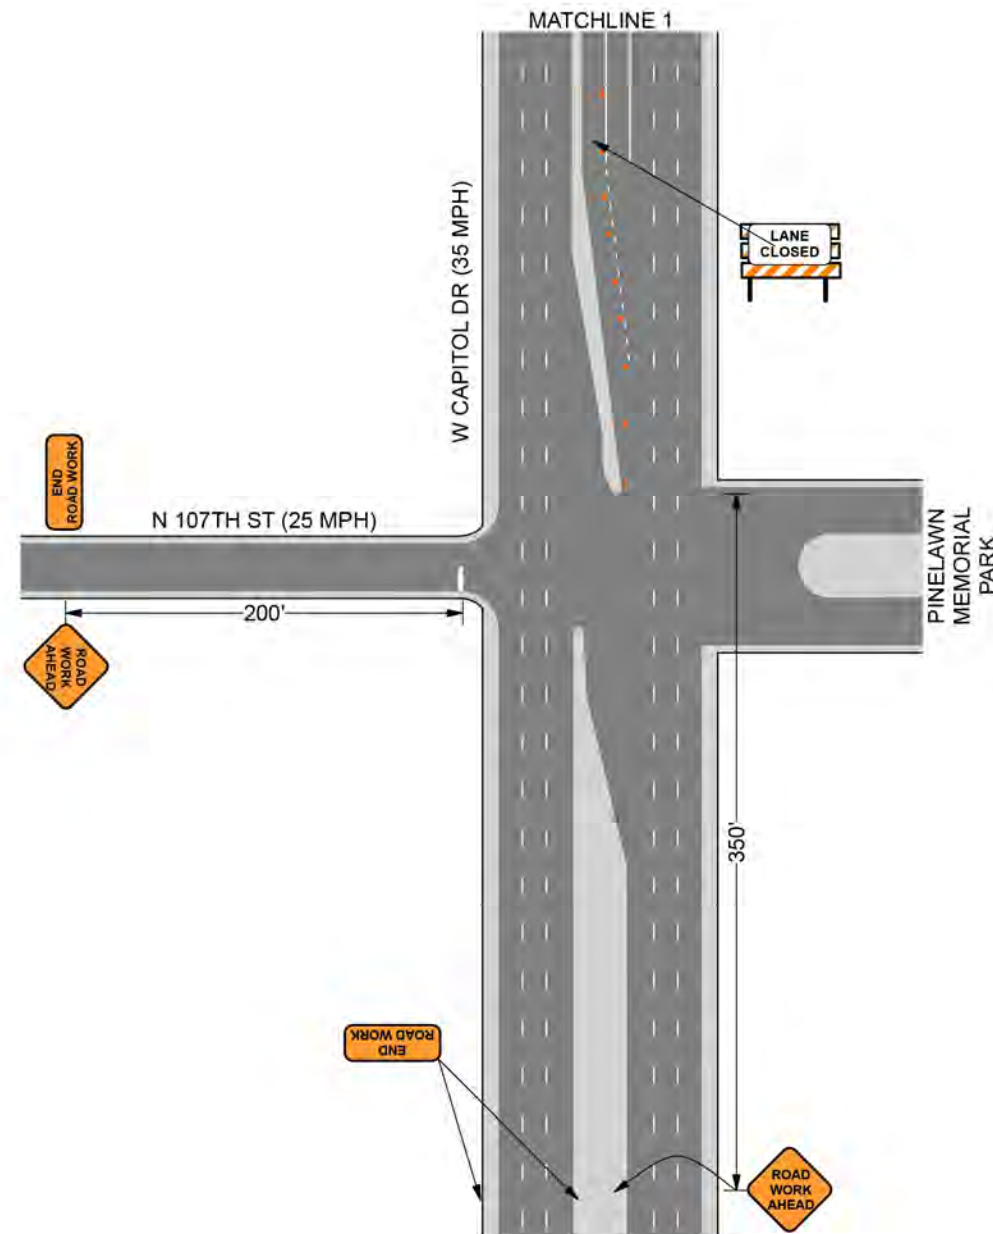 MATCHLINE 1
W CAPITOL DR (35 MPH)
LANE
CLOSED
END
ROAD WORK
N 107TH ST (25 MPH)
PINELAWN
MEMORIAL
PARK
200'
ROAD
WORK
AHEAD
350'
END
ROAD WORK
ROAD
WORK
AHEAD